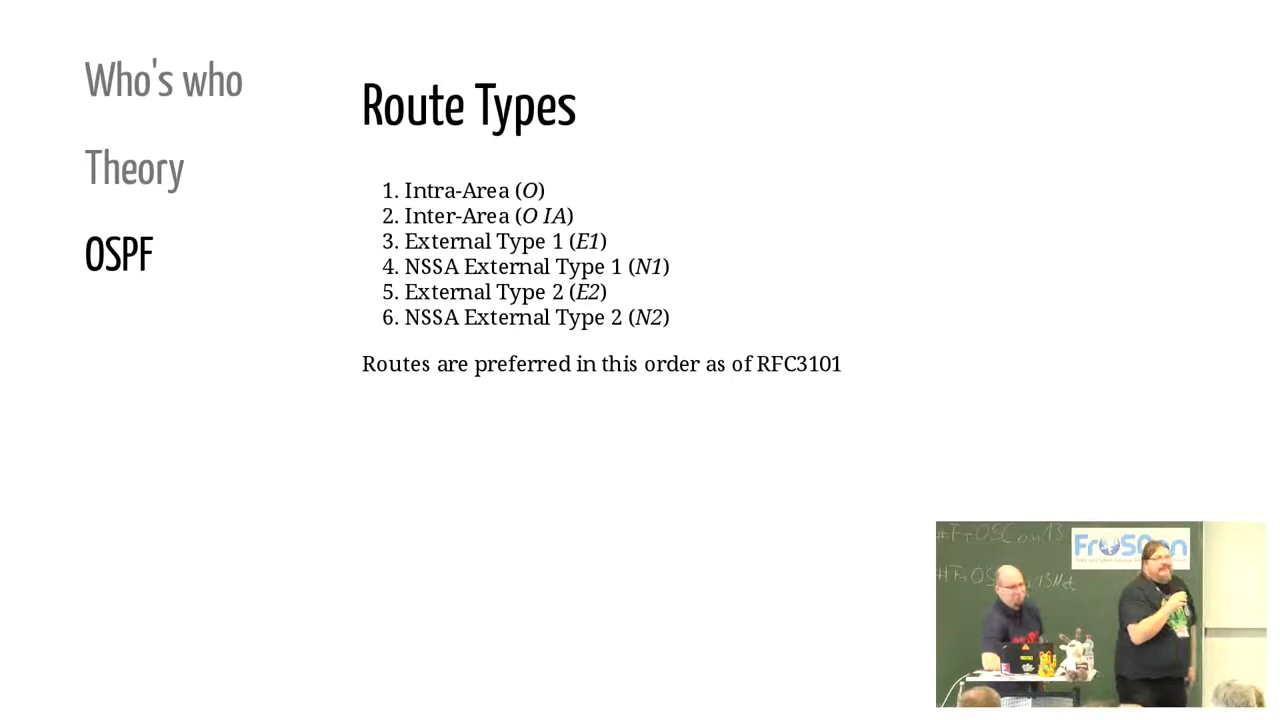 Who's who
Theory
OSPF
Route Types
1. Intra-Area (O)
2. Inter-Area (O IA)
3. External Type 1 (E1)
4. NSSA External Type 1 (N1)
5. External Type 2 (E2)
6. NSSA External Type 2 (N2)
Routes are preferred in this order as of RFC3101
#FrOSCon13
FrOSCon